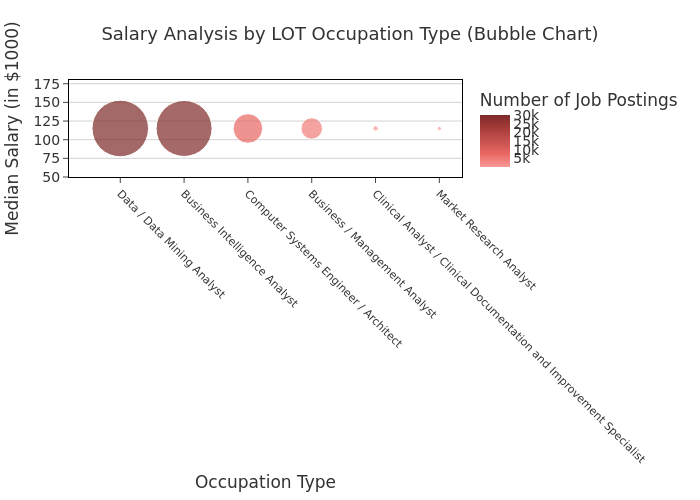 Salary Analysis by LOT Occupation Type (Bubble Chart)
Median Salary (in $1000)
175
150
125
100
75
50
Data / Data Mining Analyst
Business Intelligence Analyst
Computer Systems Engineer / Architect
Business / Management Analyst
Clinical Analyst / Clinical Documentation and Improvement Specialist
Market Research Analyst
Occupation Type
Number of Job Postings
30k
25k
20k
15k
10k
5k